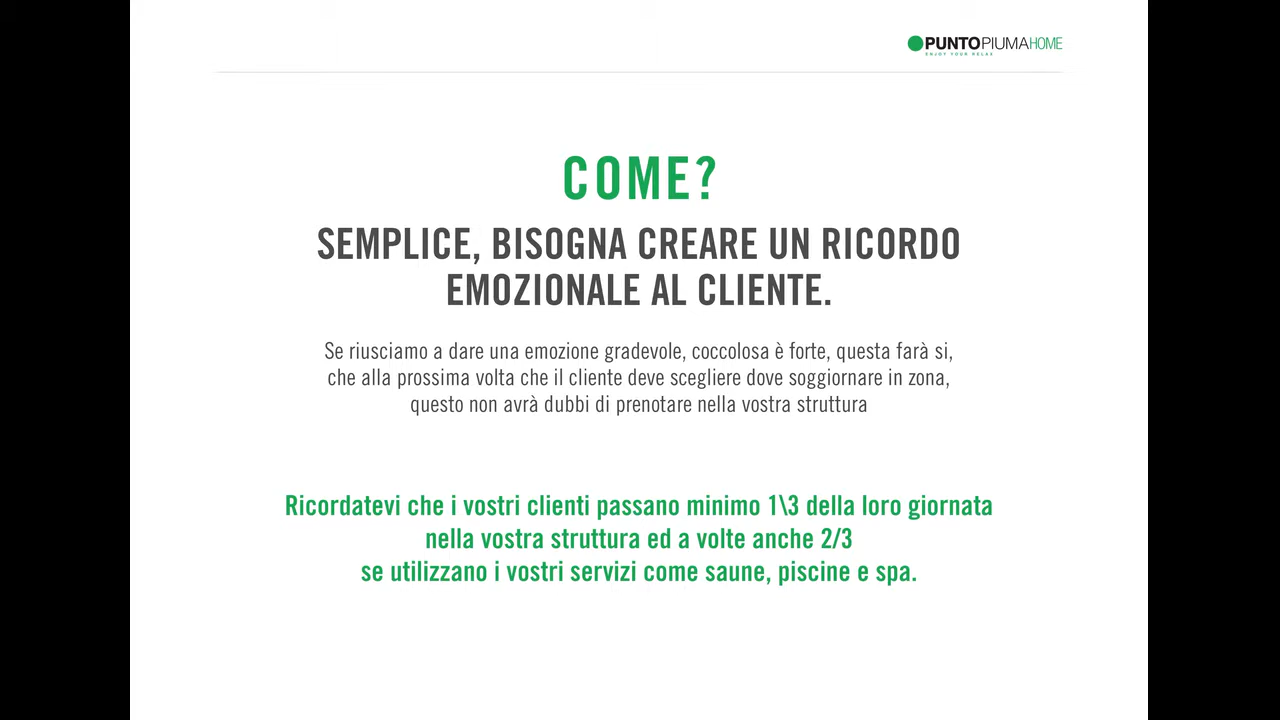 PUNTOPIUMAHOME
ENJOY YOUR RELAX
COME?
SEMPLICE, BISOGNA CREARE UN RICORDO
EMOZIONALE AL CLIENTE.
Se riusciamo a dare una emozione gradevole, coccolosa è forte, questa farà si,
che alla prossima volta che il cliente deve scegliere dove soggiornare in zona,
questo non avrà dubbi di prenotare nella vostra struttura
Ricordatevi che i vostri clienti passano minimo 1\3 della loro giornata
nella vostra struttura ed a volte anche 2/3
se utilizzano i vostri servizi come saune, piscine e spa.